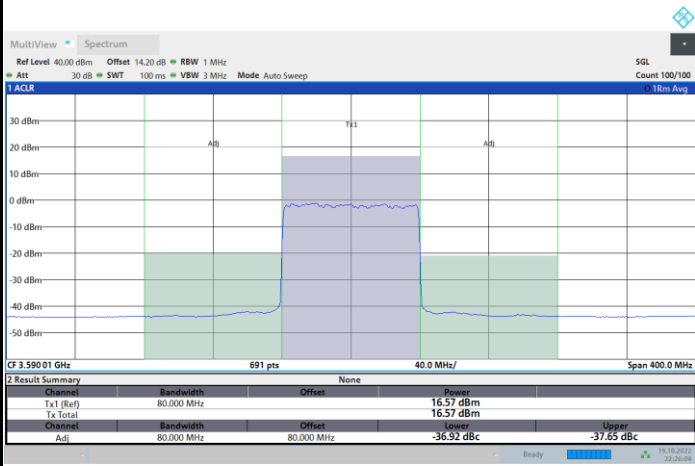 MultiView Spectrum
Ref Level 40.00 dBm Offset 14.20 dB RBW 1 MHz SGL
Att 30 dB SWT 100 ms VBW 3 MHz Mode Auto Sweep Count 100/100
1 ACLR 1Rm Avg
30 dBm
Tx1
20 dBm Adj Adj
10 dBm
0 dBm
-10 dBm
-20 dBm
-30 dBm
-40 dBm
-50 dBm
CF 3.590 01 GHz 691 pts 40.0 MHz/ Span 400.0 MHz
2 Result Summary None
Channel Bandwidth Offset Power
Tx1 (Ref) 80.000 MHz 16.57 dBm
Tx Total 16.57 dBm
Channel Bandwidth Offset Lower Upper
Adj 80.000 MHz 80.000 MHz -36.92 dBc -37.65 dBc
Ready 19.10.2022
22:26:04